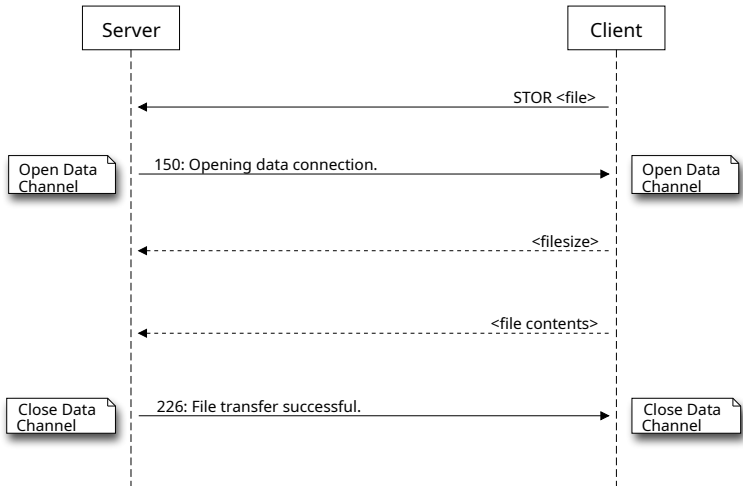 Server
Client
STOR <file>
Open Data
Channel
150: Opening data connection.
Open Data
Channel
<filesize>
<file contents>
Close Data
Channel
226: File transfer successful.
Close Data
Channel